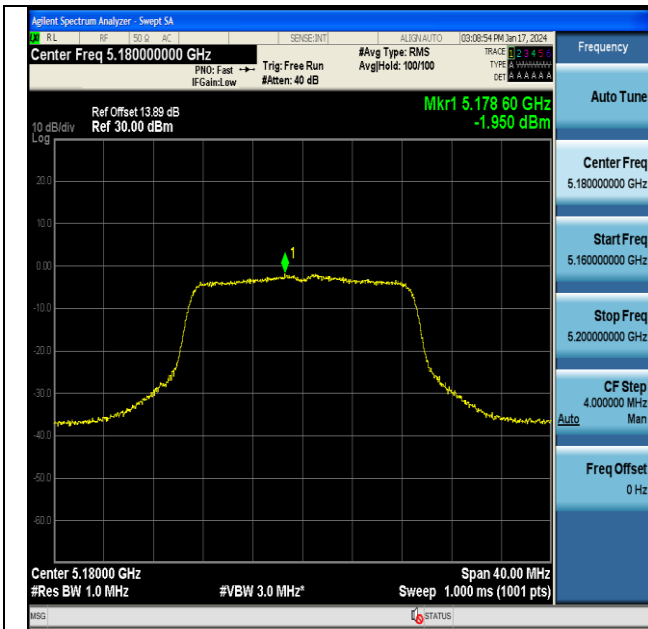 Agilent Spectrum Analyzer - Swept SA
RL RF 50 Ω AC SENSE:INT ALIGN AUTO 03:08:54 PM Jan 17, 2024
Center Freq 5.180000000 GHz
PNO: Fast
IFGain:Low
Trig: Free Run
#Atten: 40 dB
#Avg Type: RMS
Avg|Hold: 100/100
TRACE 1 2 3 4 5 6
TYPE A
DET A A A A A A
Frequency
Mkr1 5.178 60 GHz
-1.950 dBm
Ref Offset 13.89 dB
10 dB/div Ref 30.00 dBm
Log
20.0
10.0
0.00
-10.0
-20.0
-30.0
-40.0
-50.0
-60.0
1
Center 5.18000 GHz Span 40.00 MHz
#Res BW 1.0 MHz #VBW 3.0 MHz* Sweep 1.000 ms (1001 pts)
Auto Tune
Center Freq
5.180000000 GHz
Start Freq
5.160000000 GHz
Stop Freq
5.200000000 GHz
CF Step
4.000000 MHz
Auto Man
Freq Offset
0 Hz
MSG STATUS